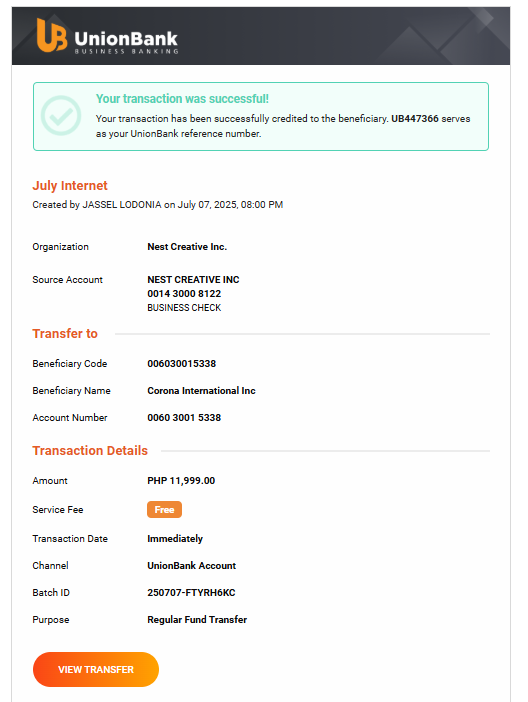 UB UnionBank
BUSINESS BANKING
Your transaction was successful!
Your transaction has been successfully credited to the beneficiary. UB447366 serves
as your UnionBank reference number.
July Internet
Created by JASSEL LODONIA on July 07, 2025, 08:00 PM
Organization Nest Creative Inc.
Source Account NEST CREATIVE INC
0014 3000 8122
BUSINESS CHECK
Transfer to
Beneficiary Code 006030015338
Beneficiary Name Corona International Inc
Account Number 0060 3001 5338
Transaction Details
Amount PHP 11,999.00
Service Fee Free
Transaction Date Immediately
Channel UnionBank Account
Batch ID 250707-FTYRH6KC
Purpose Regular Fund Transfer
VIEW TRANSFER